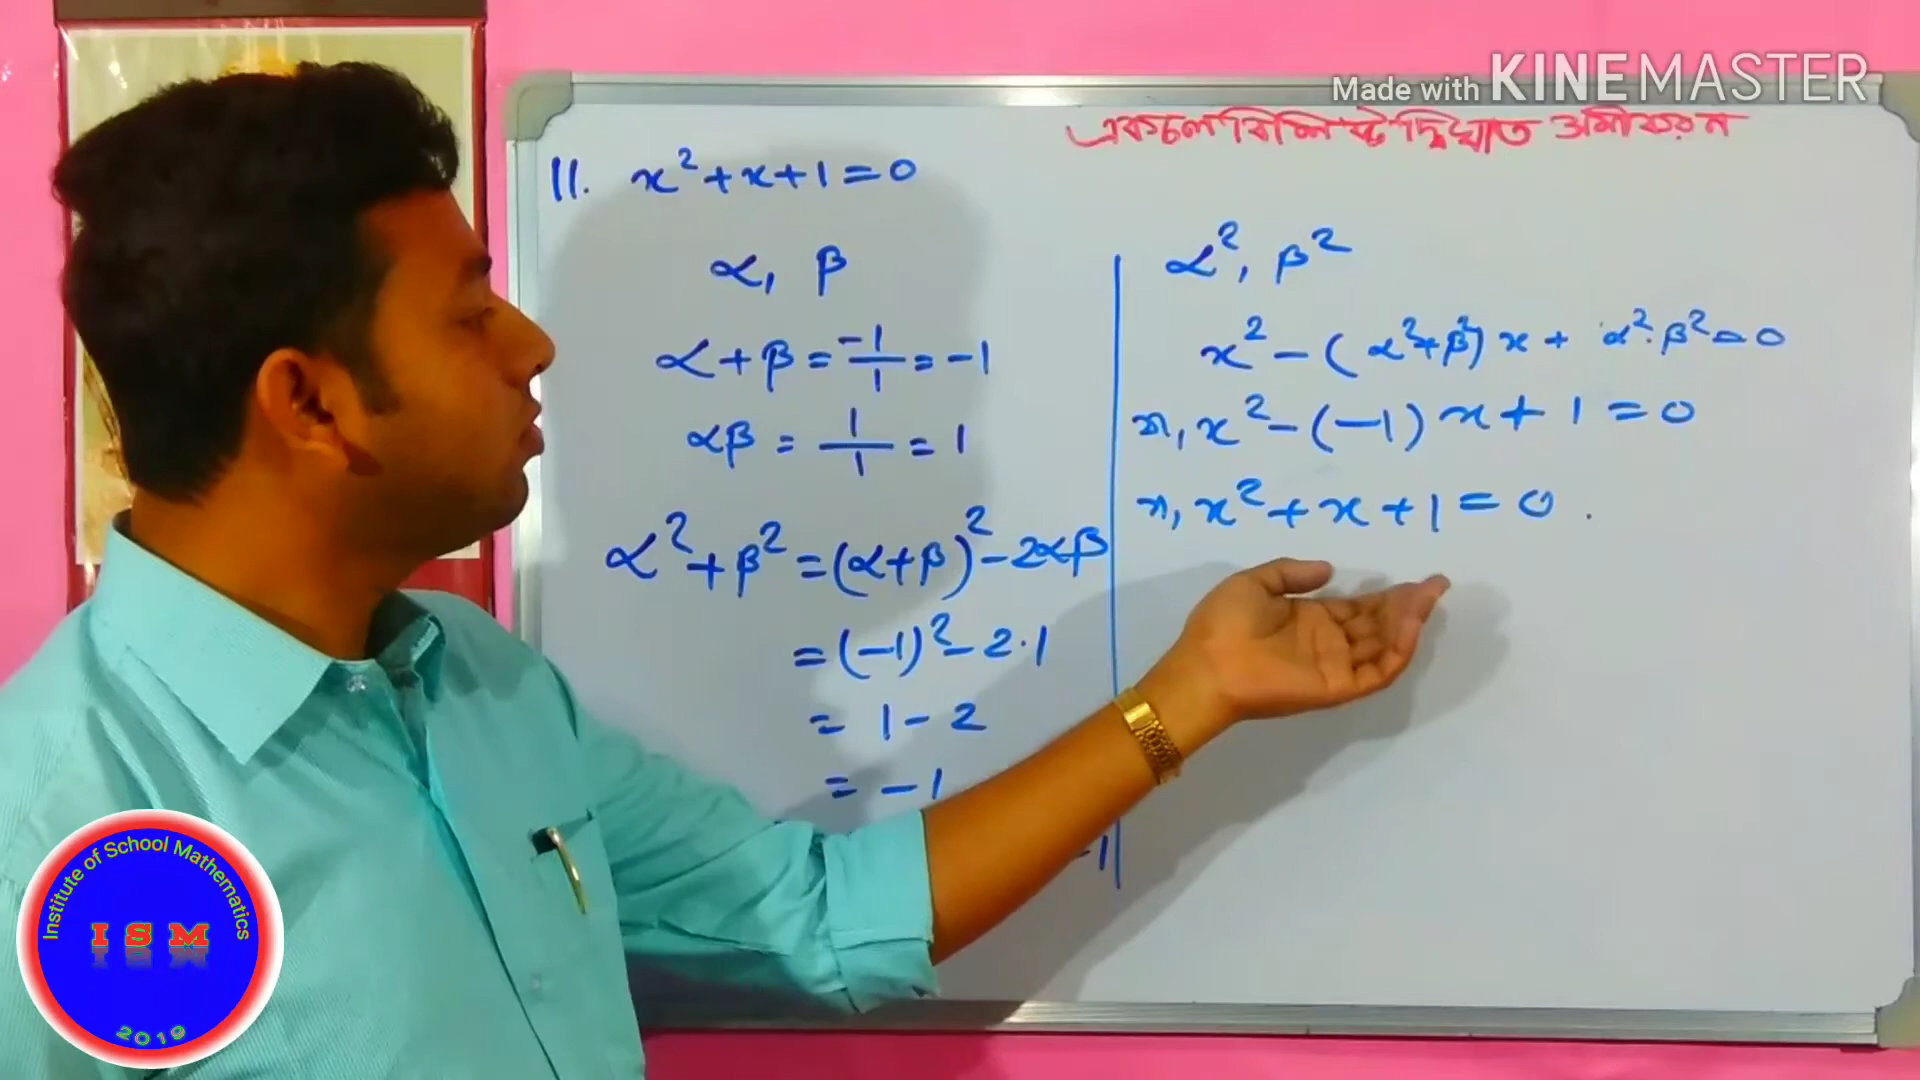 Made with KINEMASTER
একচলবিশিষ্ট দ্বিঘাত সমীকরন
11. x² + x + 1 = 0
α, β
α + β = -1/1 = -1
αβ = 1/1 = 1
α² + β² = (α+β)² - 2αβ
= (-1)² - 2·1
= 1 - 2
= -1
-1
α², β²
x² - (α²+β²) x + α²·β² = 0
বা, x² - (-1) x + 1 = 0
বা, x² + x + 1 = 0.
Institute of School Mathematics
ISM
2019